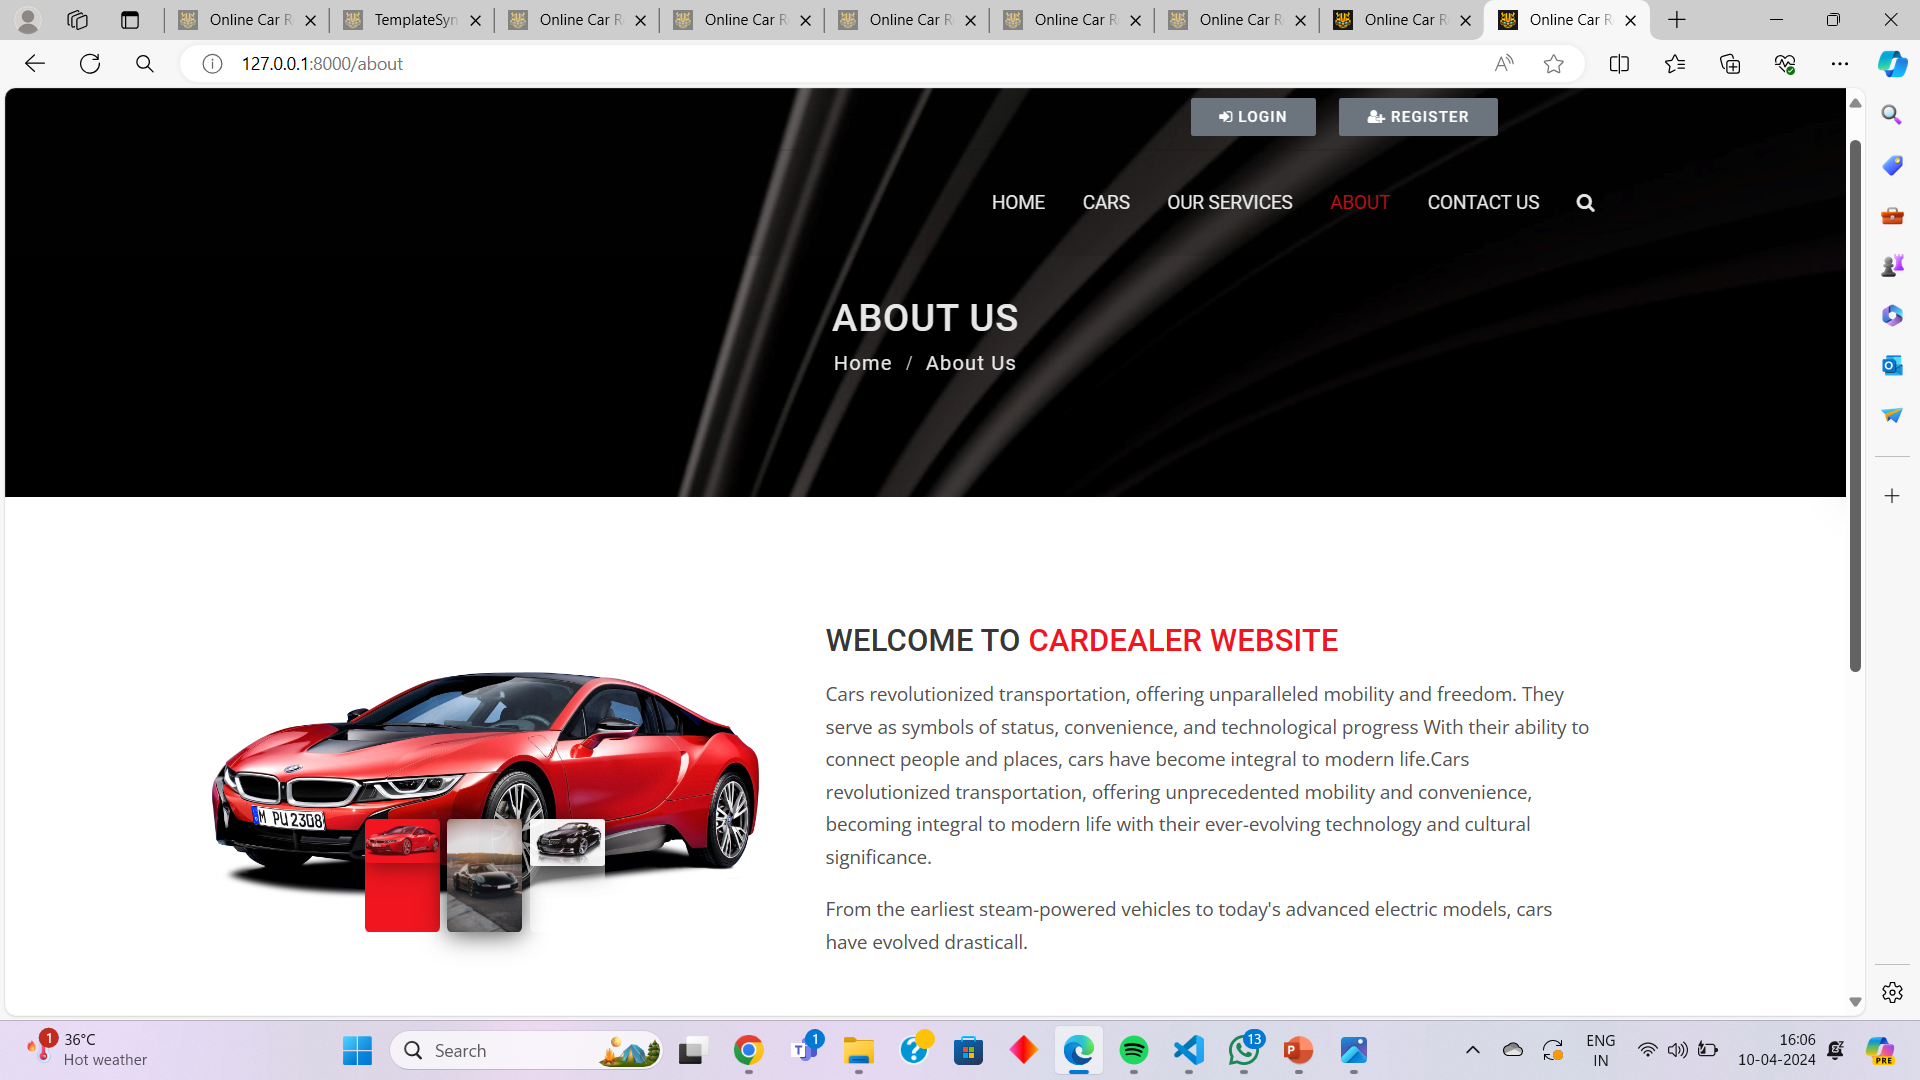 Online Car R
TemplateSyn
Online Car R
Online Car R
Online Car R
Online Car R
Online Car R
Online Car R
Online Car R
127.0.0.1:8000/about
LOGIN
REGISTER
HOME CARS OUR SERVICES ABOUT CONTACT US
ABOUT US
Home / About Us
WELCOME TO CARDEALER WEBSITE
Cars revolutionized transportation, offering unparalleled mobility and freedom. They
serve as symbols of status, convenience, and technological progress With their ability to
connect people and places, cars have become integral to modern life.Cars
revolutionized transportation, offering unprecedented mobility and convenience,
becoming integral to modern life with their ever-evolving technology and cultural
significance.
From the earliest steam-powered vehicles to today's advanced electric models, cars
have evolved drasticall.
M PU 2308
1
36°C
Hot weather
Search
1
13
PRE
ENG
IN
16:06
10-04-2024